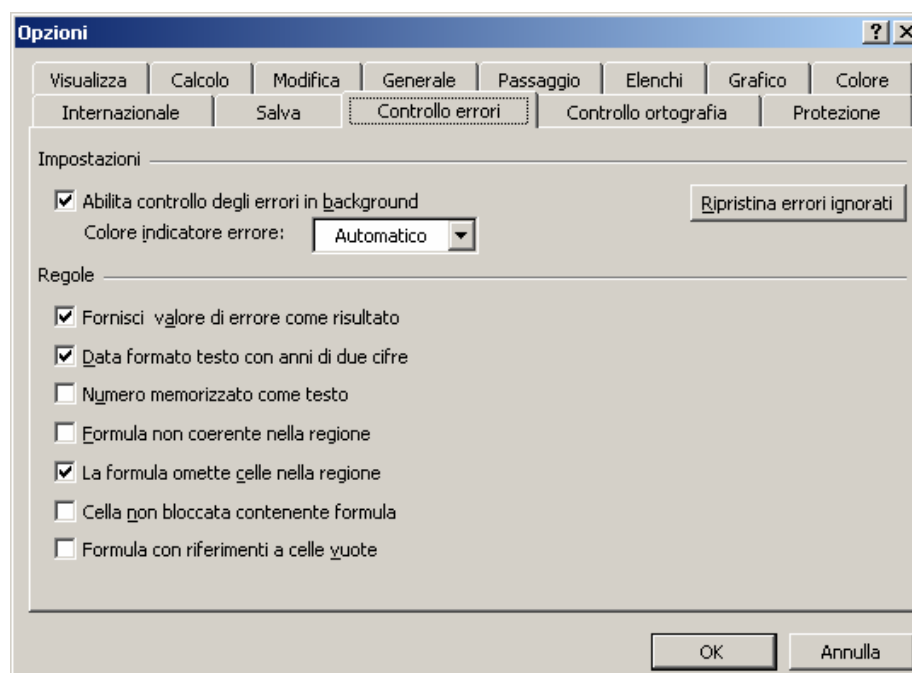 Opzioni
Visualizza Calcolo Modifica Generale Passaggio Elenchi Grafico Colore
Internazionale Salva Controllo errori Controllo ortografia Protezione
Impostazioni
Abilita controllo degli errori in background Ripristina errori ignorati
Colore indicatore errore: Automatico
Regole
Fornisci valore di errore come risultato
Data formato testo con anni di due cifre
Numero memorizzato come testo
Formula non coerente nella regione
La formula omette celle nella regione
Cella non bloccata contenente formula
Formula con riferimenti a celle vuote
OK Annulla